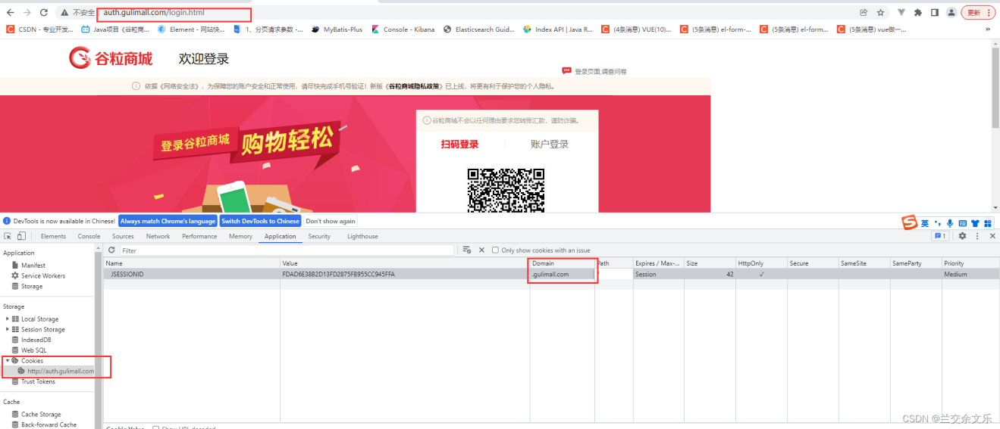 不安全 auth.gulimall.com/login.html 更新
CSDN - 专业开发... Java项目《谷粒商... Element - 网站快... 1、分页请求参数 -... MyBatis-Plus Console - Kibana Elasticsearch Guid... Index API | Java R... (4条消息) VUE(10)... (5条消息) el-form-... (5条消息) el-form... (5条消息) vue做一... »
谷粒商城 欢迎登录
登录页面,调查问卷
依据《网络安全法》，为保障您的账户安全和正常使用，请尽快完成手机号验证！新版《谷粒商城隐私政策》已上线，将更有利于保护您的个人隐私。
谷粒商城不会以任何理由要求您转账汇款，谨防诈骗。
登录谷粒商城 购物轻松
扫码登录 账户登录
DevTools is now available in Chinese! Always match Chrome's language Switch DevTools to Chinese Don't show again
英
Elements Console Sources Network Performance Memory Application Security Lighthouse 1
Application
Filter Only show cookies with an issue
Name Value Domain Path Expires / Max-... Size HttpOnly Secure SameSite SameParty Priority
JSESSIONID FDAD6E38B2D13FD2875FB955CC945FFA .gulimall.com Session 42 ✓ Medium
Manifest
Service Workers
Storage
Storage
Local Storage
Session Storage
IndexedDB
Web SQL
Cookies
http://auth.gulimall.com
Trust Tokens
Cache
Cache Storage
Back-forward Cache
Cookie Value Show URL decoded
CSDN @兰交余文乐